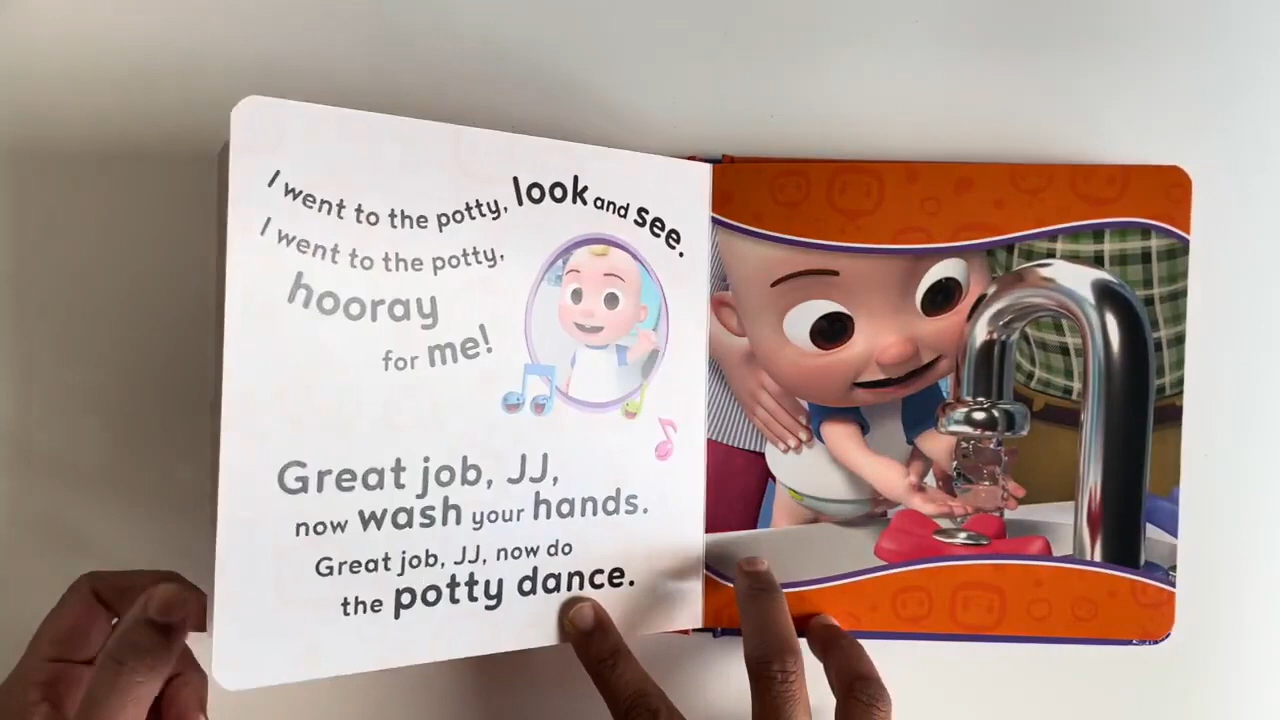 I went to the potty, look and see.
I went to the potty,
hooray
for me!
Great job, JJ,
now wash your hands.
Great job, JJ, now do
the potty dance.